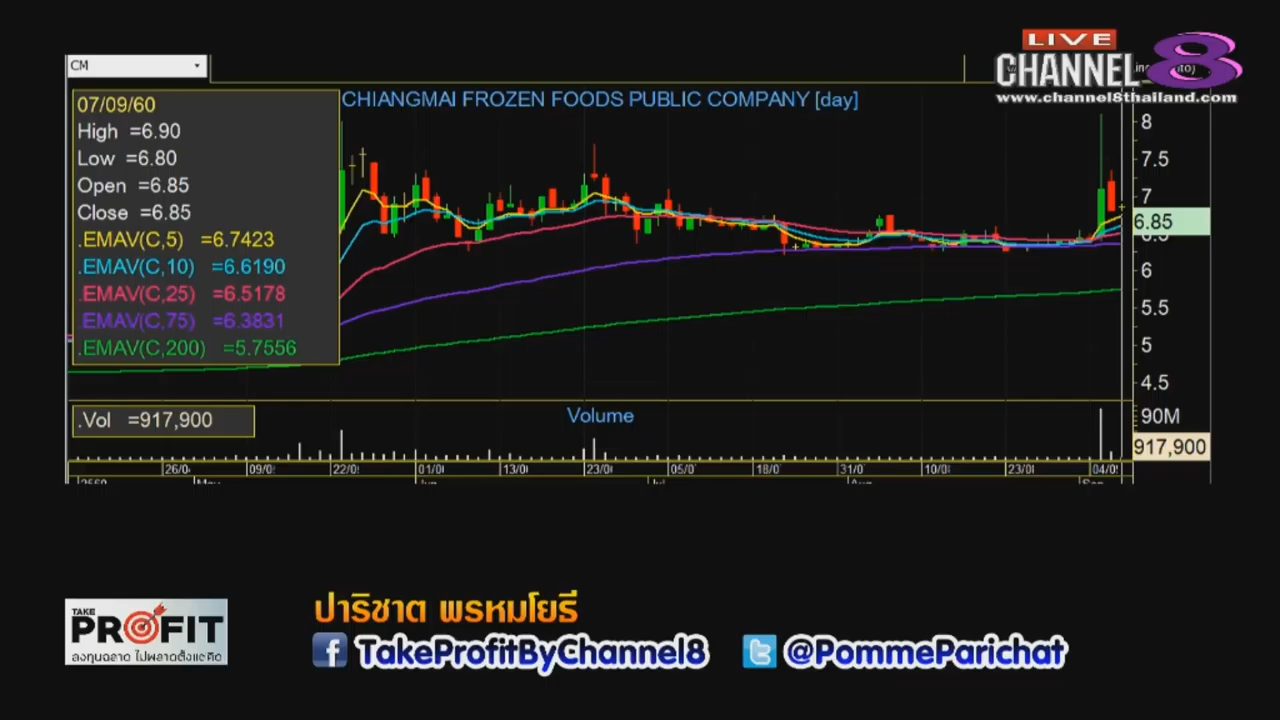 LIVE
CHANNEL 8
www.channel8thailand.com
CM
CHIANGMAI FROZEN FOODS PUBLIC COMPANY [day]
07/09/60
High =6.90
Low =6.80
Open =6.85
Close =6.85
.EMAV(C,5) =6.7423
.EMAV(C,10) =6.6190
.EMAV(C,25) =6.5178
.EMAV(C,75) =6.3831
.EMAV(C,200) =5.7556
8
7.5
7
6.85
6
5.5
5
4.5
.Vol =917,900
Volume
90M
917,900
26/0 09/0 22/0 01/0 13/0 23/0 05/0 18/0 31/0 10/0 23/0 04/0
TAKE
PROFIT
ลงทุนฉลาด ไม่พลาดตั้งแต่คิด
ปาริชาต พรหมโยธี
TakeProfitByChannel8
@PommeParichat